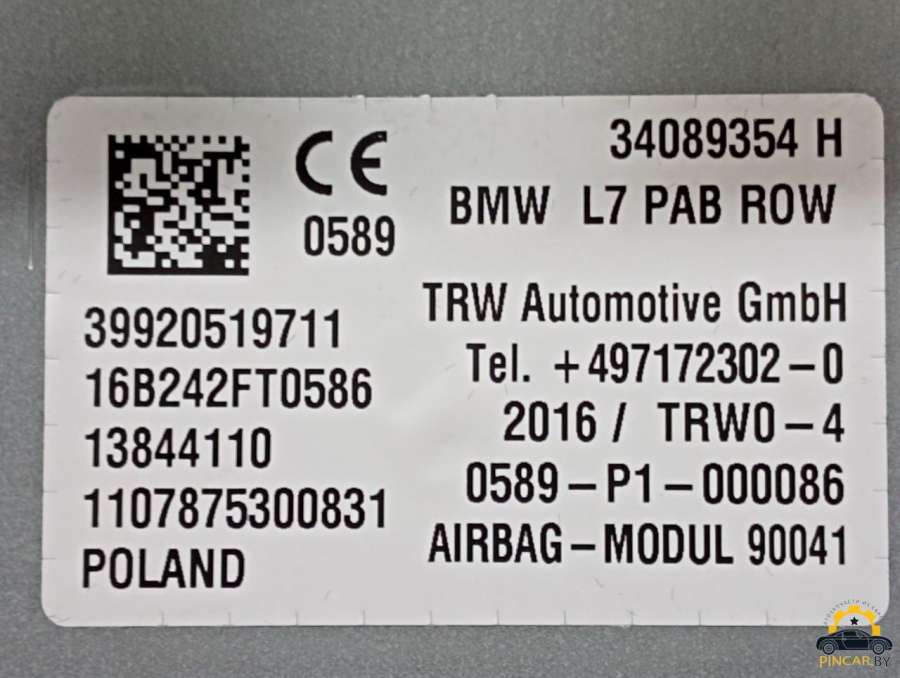 34089354 H
CE
BMW L7 PAB ROW
0589
TRW Automotive GmbH
39920519711
Tel. +497172302-0
16B242FT0586
2016 / TRW0-4
13844110
0589-P1-000086
1107875300831
AIRBAG-MODUL 90041
POLAND
PINCAR.BY